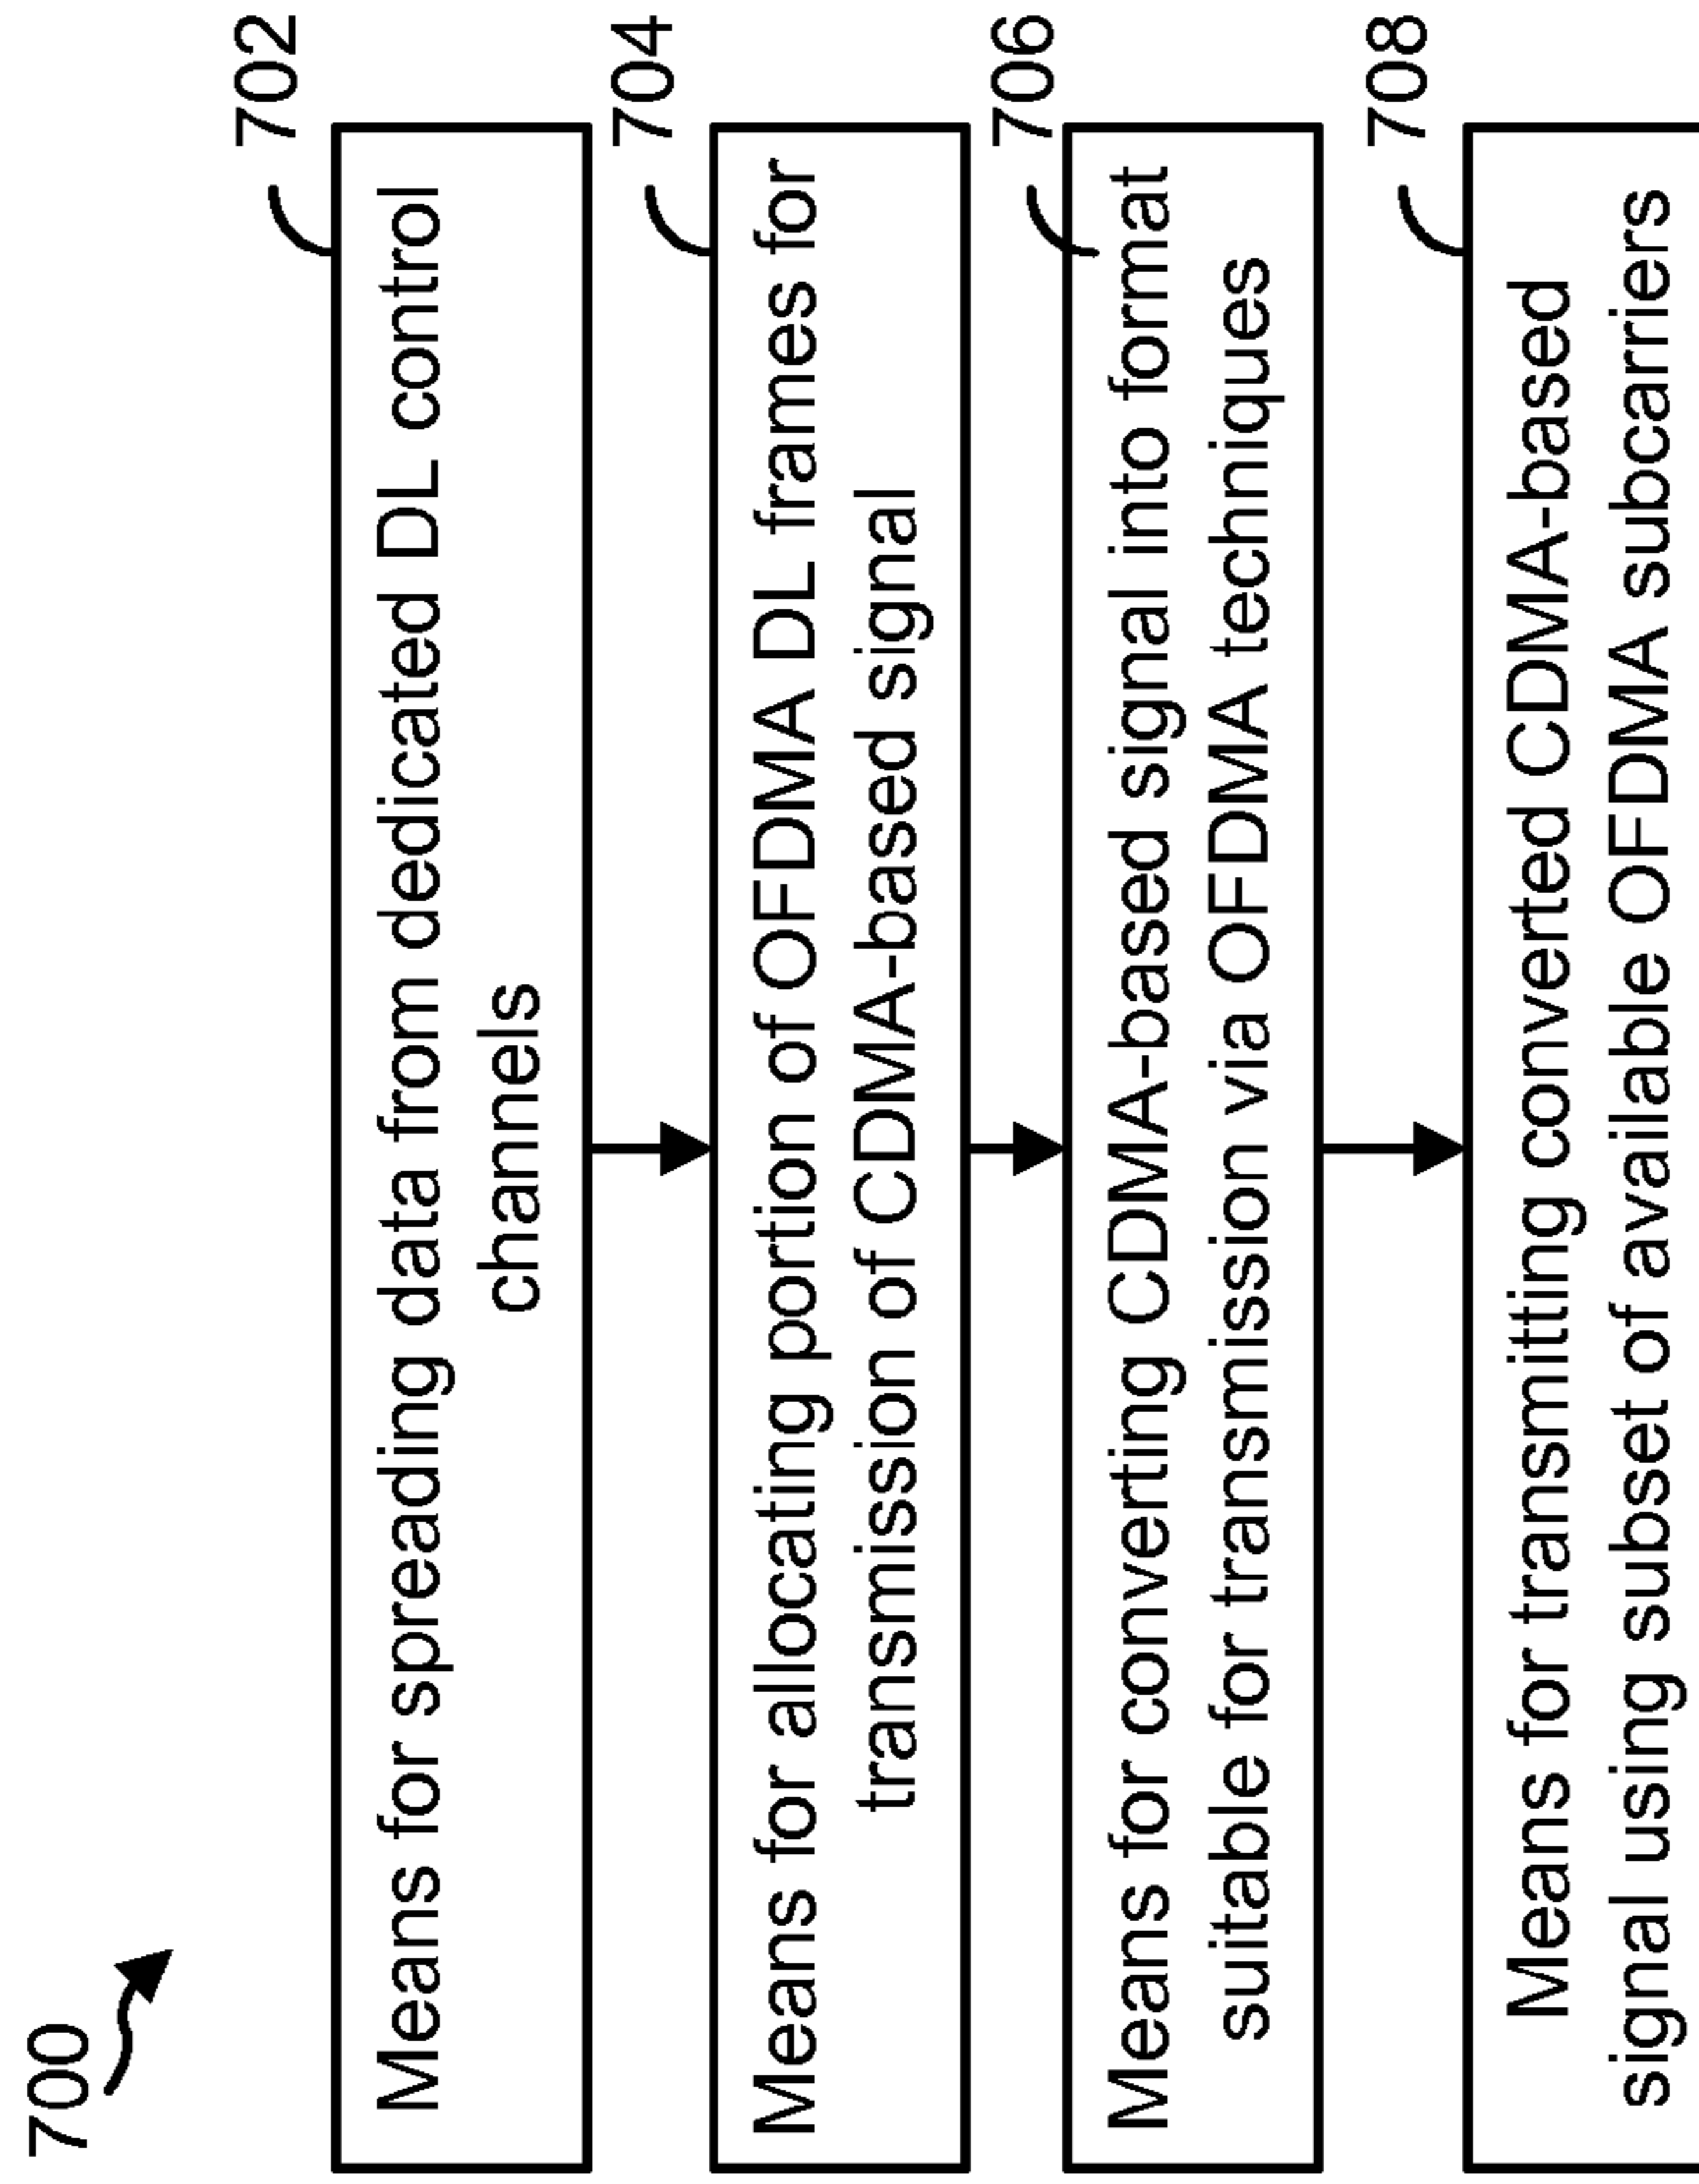 700
702
Means for spreading data from dedicated DL control
channels
704
Means for allocating portion of OFDMA DL frames for
transmission of CDMA-based signal
706
Means for converting CDMA-based signal into format
suitable for transmission via OFDMA techniques
708
Means for transmitting converted CDMA-based
signal using subset of available OFDMA subcarriers